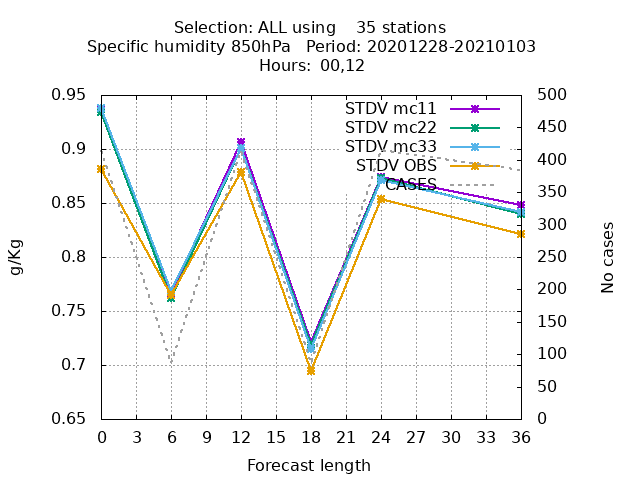 Selection: ALL using    35 stations
Specific humidity 850hPa   Period: 20201228-20210103
Hours:  00,12
0.95
0.9
0.85
0.8
0.75
0.7
0.65
g/Kg
STDV mc11
STDV mc22
STDV mc33
STDV OBS
CASES
500
450
400
350
300
250
200
150
100
50
0
No cases
0 3 6 9 12 15 18 21 24 27 30 33 36
Forecast length